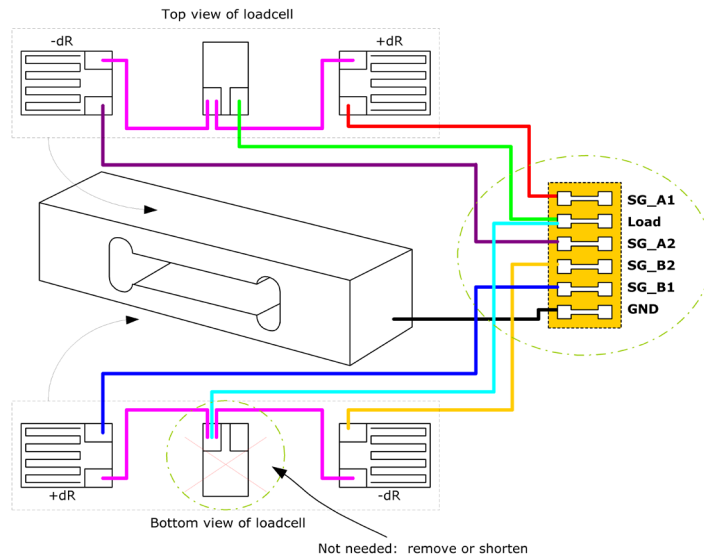 Top view of loadcell
-dR
+dR
SG_A1
Load
SG_A2
SG_B2
SG_B1
GND
+dR
-dR
Bottom view of loadcell
Not needed: remove or shorten